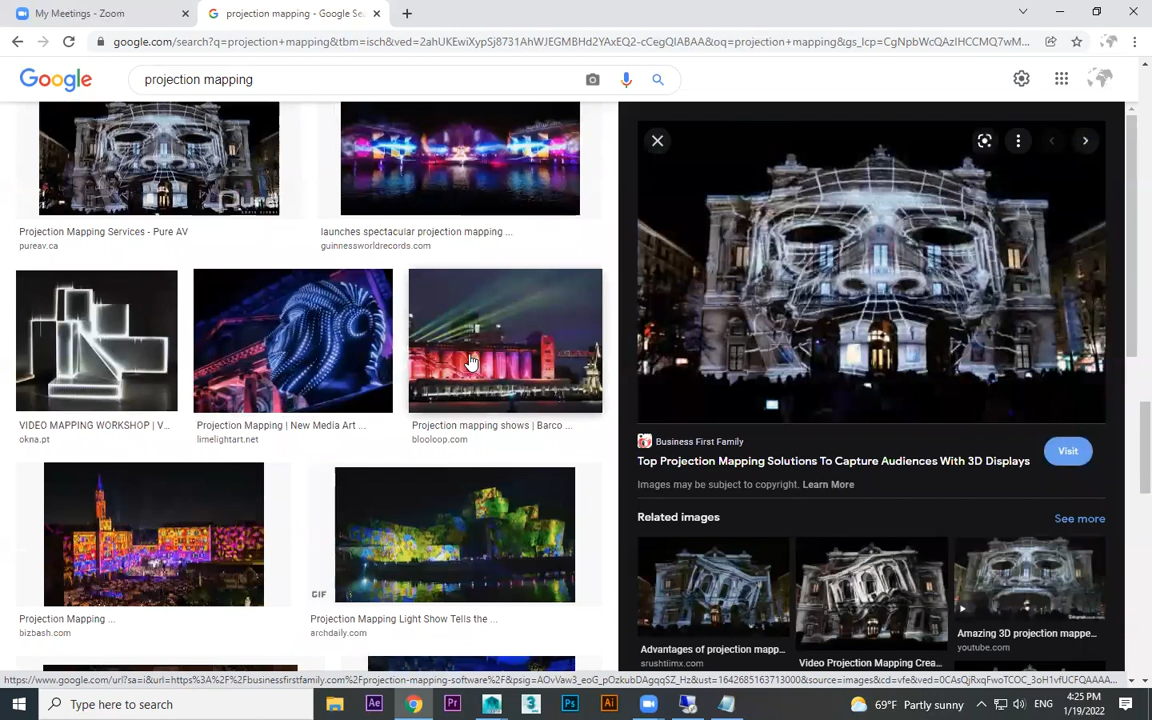 My Meetings - Zoom
projection mapping - Google Se
google.com/search?q=projection+mapping&tbm=isch&ved=2ahUKEwiXypSj8731AhWJEGMBHd2YAxEQ2-cCegQIABAA&oq=projection+mapping&gs_lcp=CgNpbWcQAzIHCCMQ7wM...
Google
projection mapping
Pure
Projection Mapping Services - Pure AV
pureav.ca
launches spectacular projection mapping ...
guinnessworldrecords.com
VIDEO MAPPING WORKSHOP | V...
okna.pt
Projection Mapping | New Media Art ...
limelightart.net
Projection mapping shows | Barco ...
blooloop.com
Projection Mapping ...
bizbash.com
GIF
Projection Mapping Light Show Tells the ...
archdaily.com
Business First Family
Top Projection Mapping Solutions To Capture Audiences With 3D Displays
Visit
Images may be subject to copyright. Learn More
Related images
See more
Advantages of projection mapp...
srushtiimx.com
Video Projection Mapping Crea...
Amazing 3D projection mappe...
youtube.com
https://www.google.com/url?sa=i&url=https%3A%2F%2Fbusinessfirstfamily.com%2Fprojection-mapping-software%2F&psig=AOvVaw3_eoG_pOzkubDAgqqSZ_Hz&ust=1642685163713000&source=images&cd=vfe&ved=0CAsQjRxqFwoTCOC_3oH1vfUCFQAAAA...
Type here to search
Ae
Pr
3
Ps
Ai
69°F Partly sunny
ENG
4:25 PM
1/19/2022